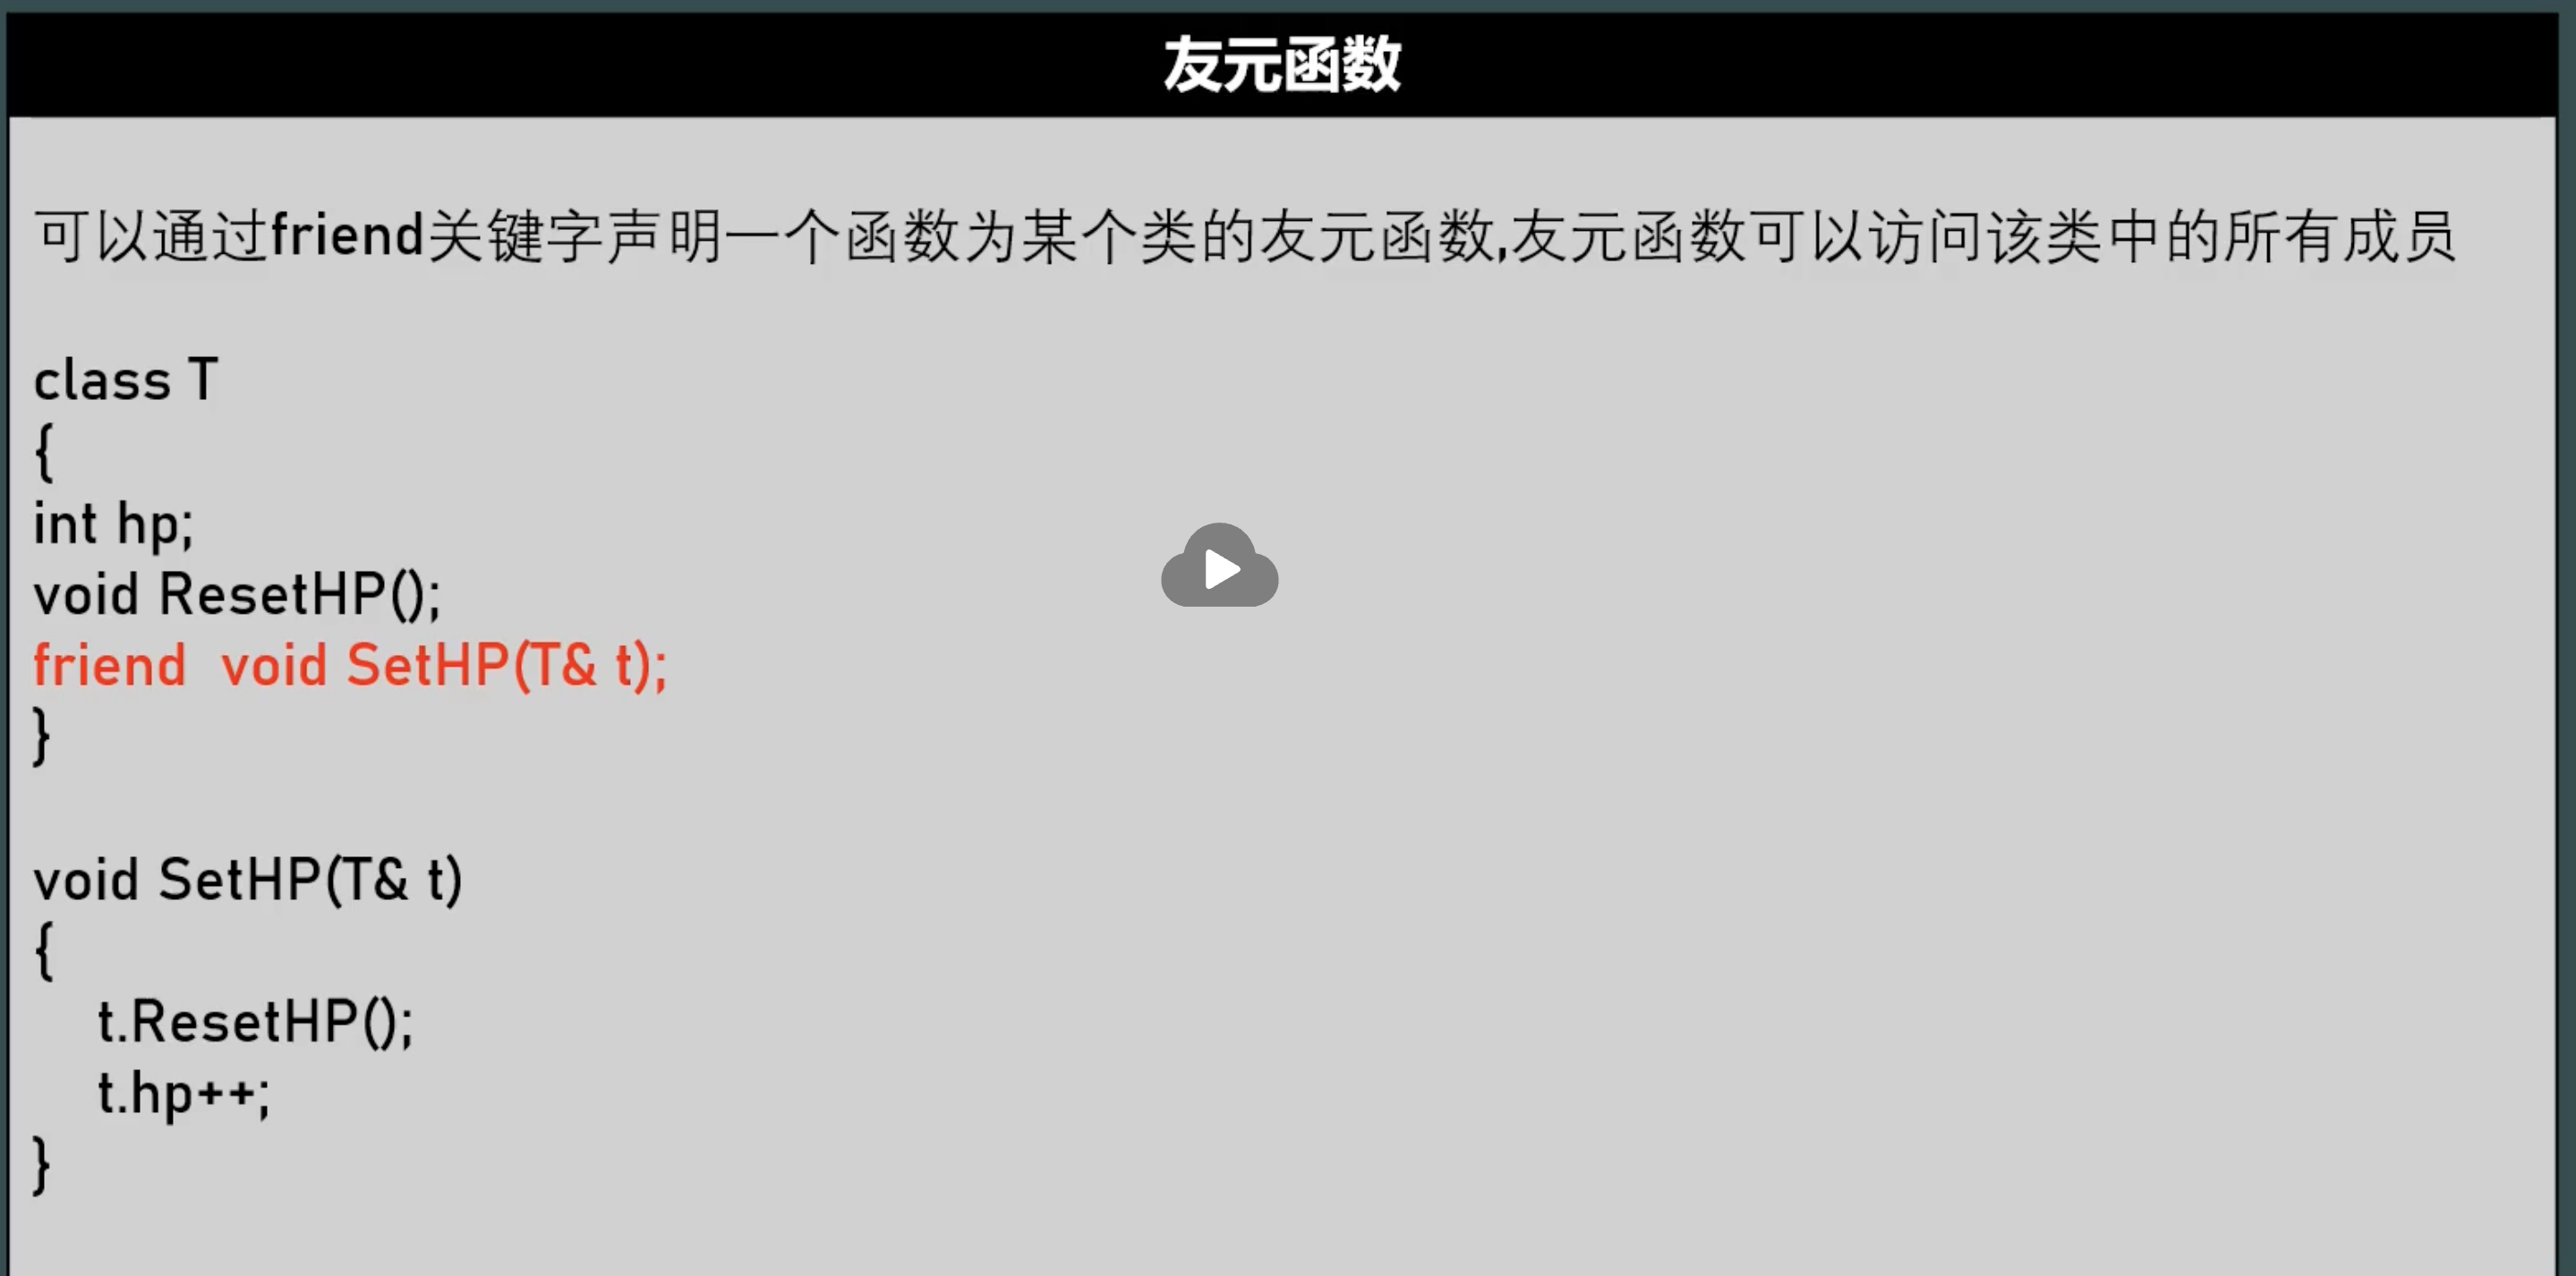 友元函数
可以通过friend关键字声明一个函数为某个类的友元函数,友元函数可以访问该类中的所有成员
class T
{
int hp;
void ResetHP();
friend  void SetHP(T& t);
}
void SetHP(T& t)
{
t.ResetHP();
t.hp++;
}